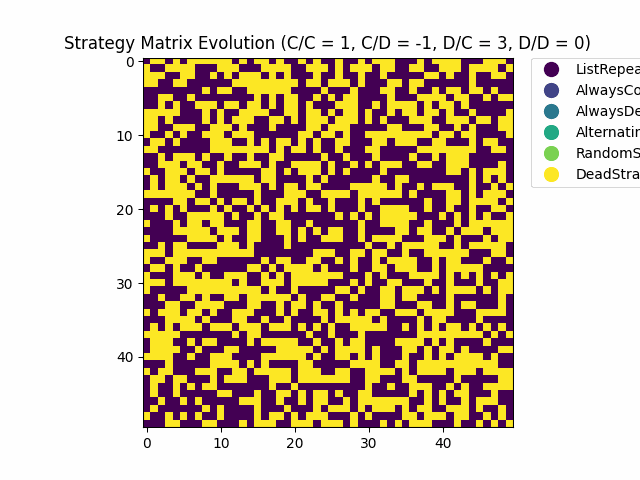 Strategy Matrix Evolution (C/C = 1, C/D = -1, D/C = 3, D/D = 0)
0
10
20
30
40
0 10 20 30 40
ListRepea
AlwaysCo
AlwaysDe
Alternatin
RandomS
DeadStra